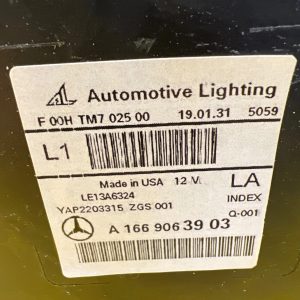 AL Automotive Lighting
F 00H TM7 025 00 19.01.31 5059
L1
Made in USA 12 V. LA
LE13A6324 INDEX
YAP2203315 ZGS 001 Q-001
A 166 906 39 03